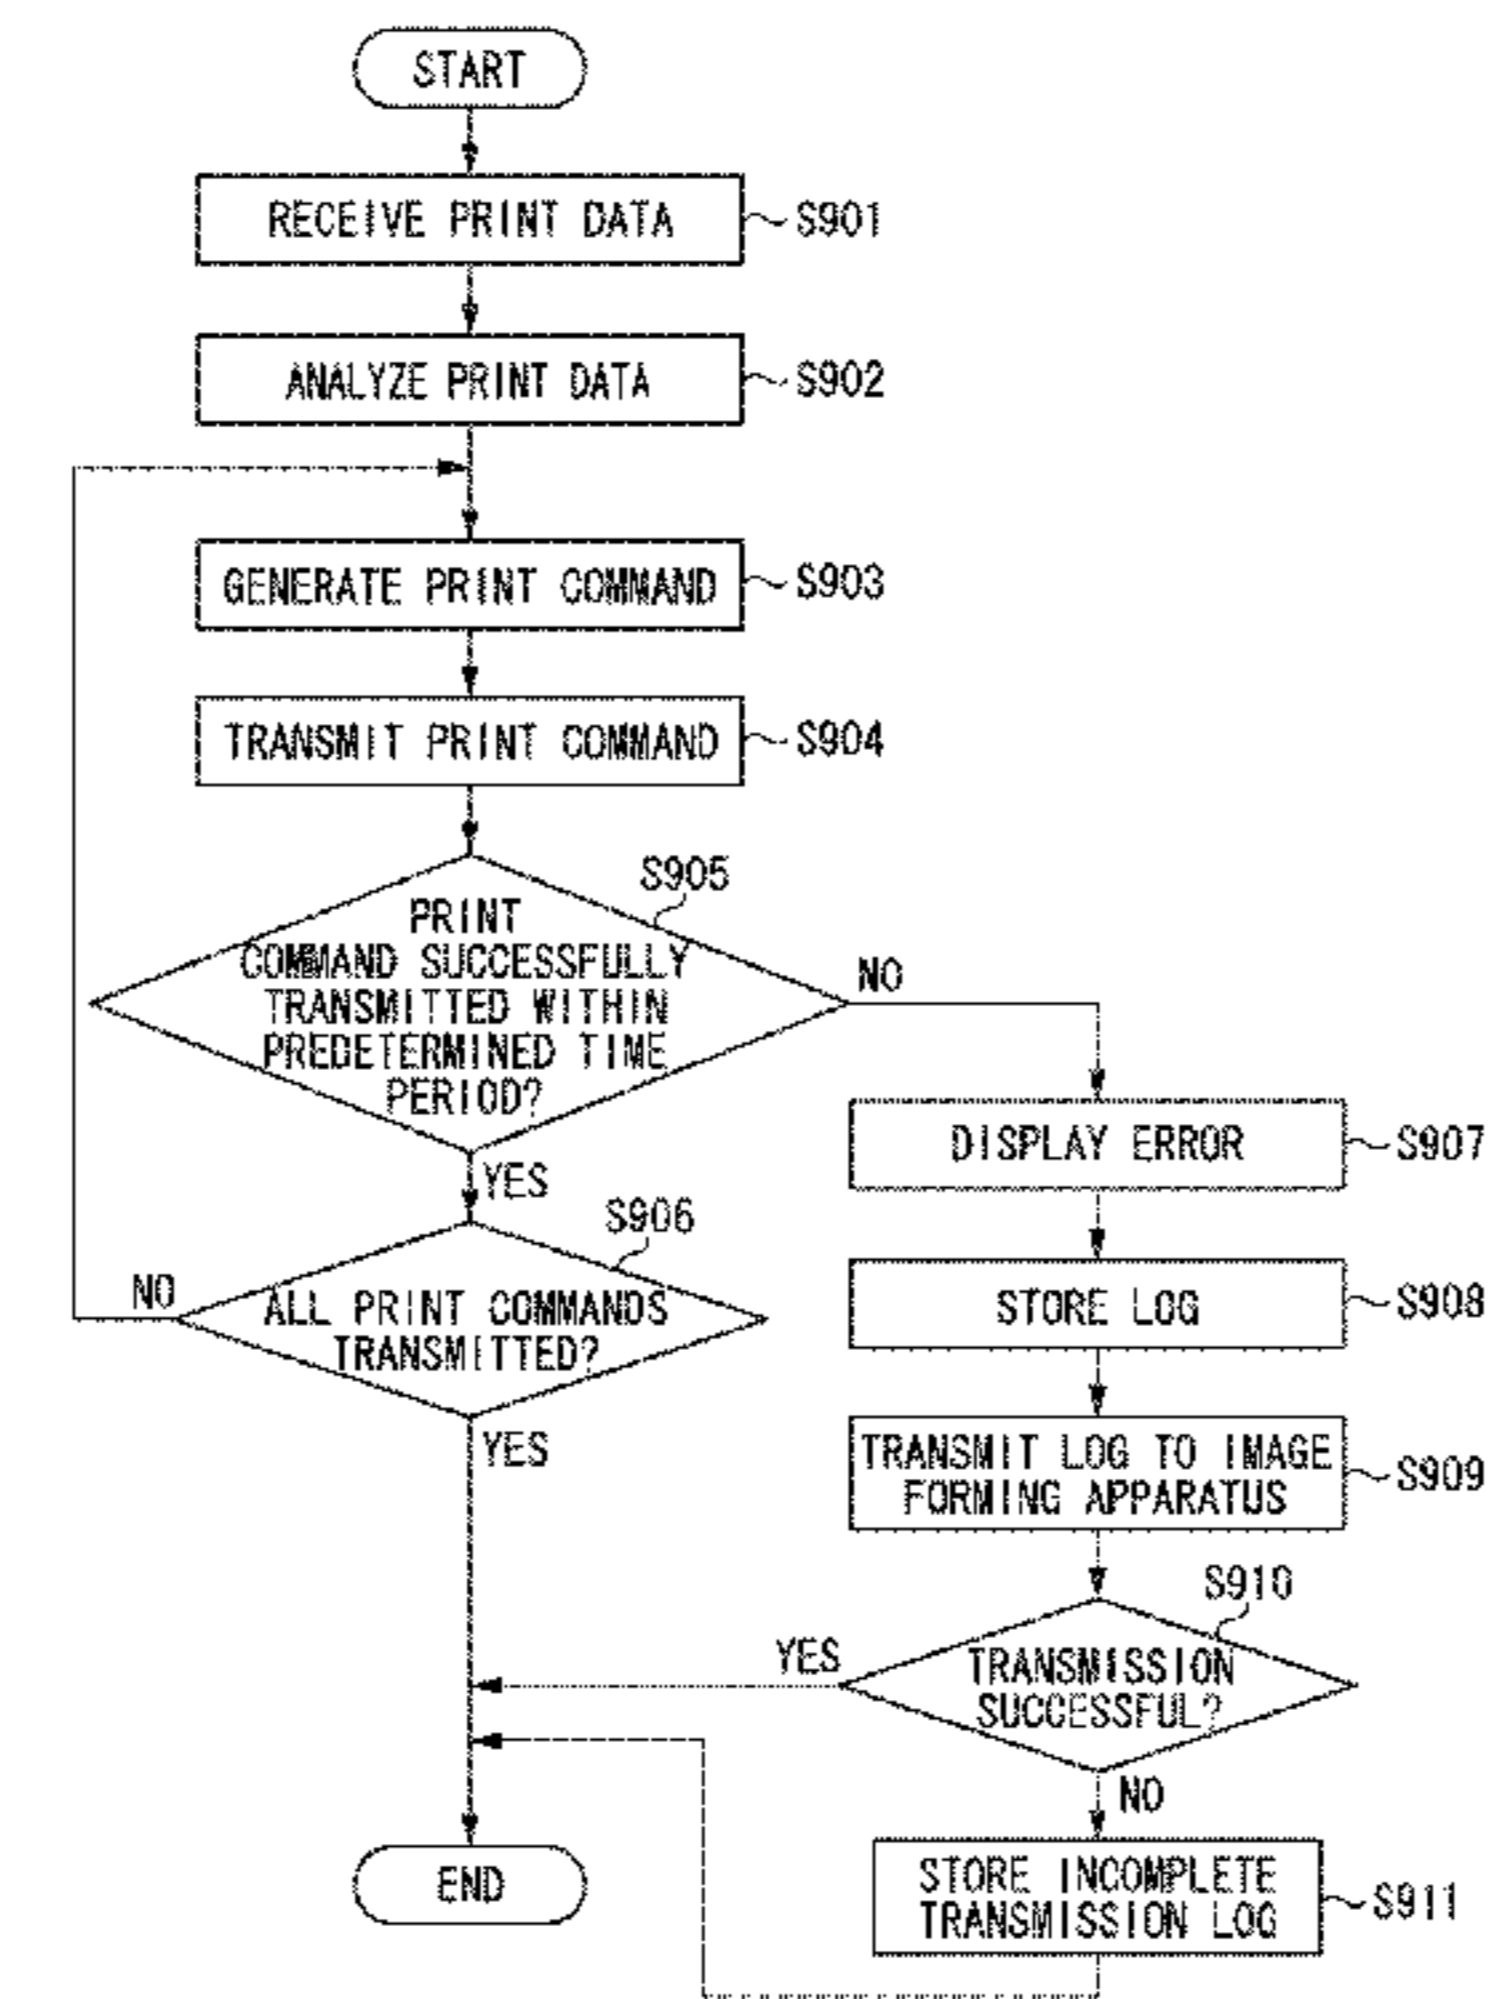 START
RECEIVE PRINT DATA
S901
ANALYZE PRINT DATA
S902
GENERATE PRINT COMMAND
S903
TRANSMIT PRINT COMMAND
S904
S905
PRINT
COMMAND SUCCESSFULLY
TRANSMITTED WITHIN
PREDETERMINED TIME
PERIOD?
NO
YES
DISPLAY ERROR
S907
S906
ALL PRINT COMMANDS
TRANSMITTED?
NO
YES
STORE LOG
S908
TRANSMIT LOG TO IMAGE
FORMING APPARATUS
S909
S910
TRANSMISSION
SUCCESSFUL?
YES
NO
STORE INCOMPLETE
TRANSMISSION LOG
S911
END